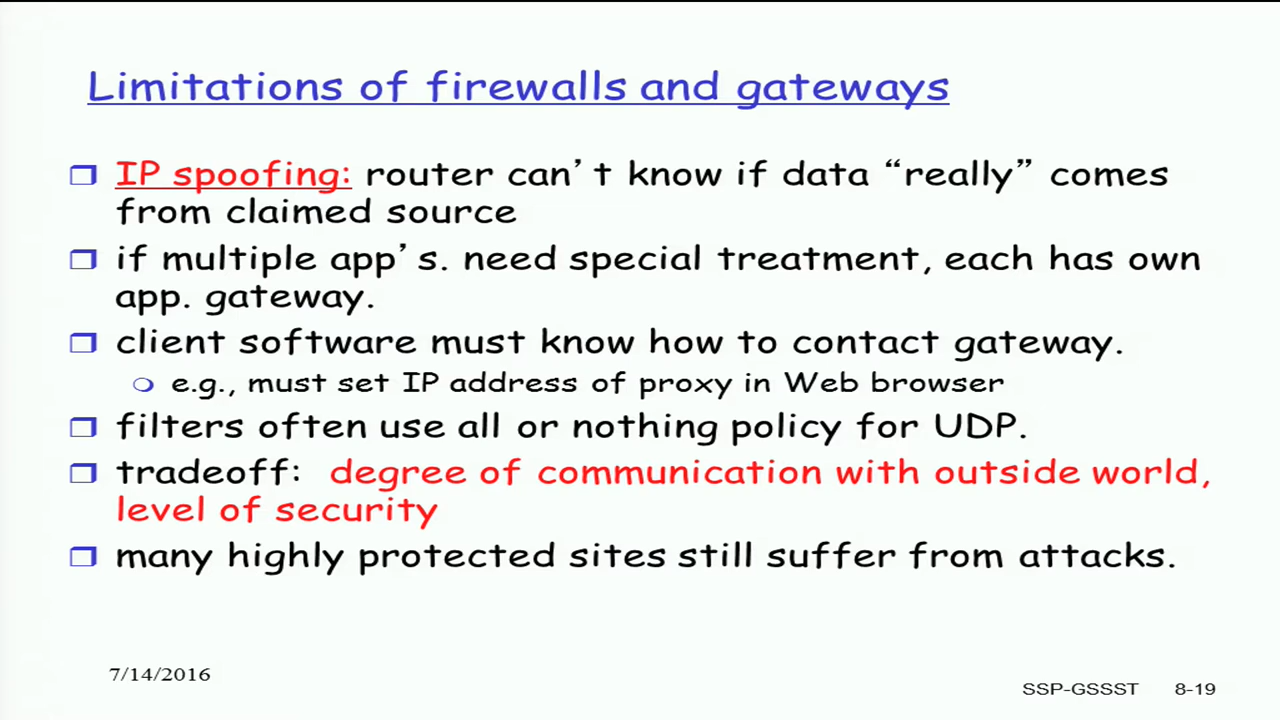 Limitations of firewalls and gateways
IP spoofing: router can’t know if data “really” comes
from claimed source
if multiple app’s. need special treatment, each has own
app. gateway.
client software must know how to contact gateway.
e.g., must set IP address of proxy in Web browser
filters often use all or nothing policy for UDP.
tradeoff: degree of communication with outside world,
level of security
many highly protected sites still suffer from attacks.
7/14/2016
SSP-GSSST 8-19